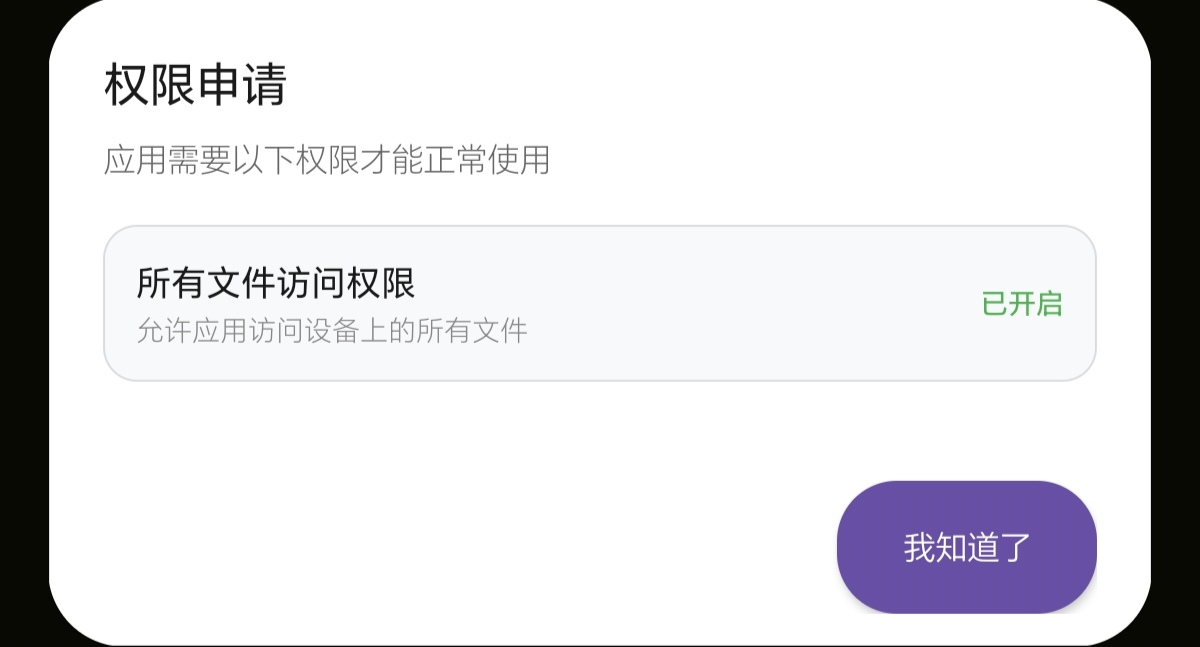 权限申请
应用需要以下权限才能正常使用
所有文件访问权限
已开启
允许应用访问设备上的所有文件
我知道了